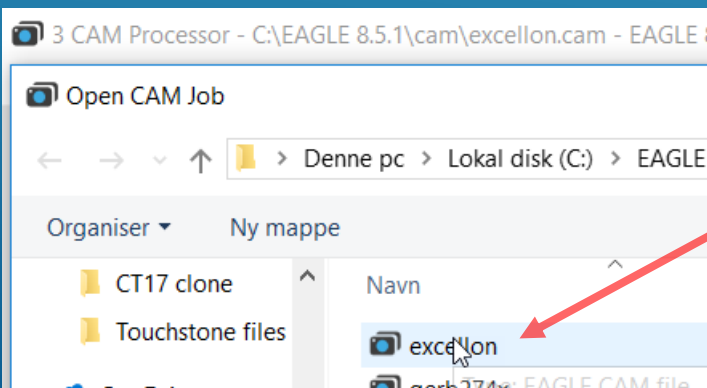 3 CAM Processor - C:\EAGLE 8.5.1\cam\excellon.cam - EAGLE
Open CAM Job
Denne pc > Lokal disk (C:) > EAGLE
Organiser Ny mappe
CT17 clone
Navn
Touchstone files
excellon
EAGLE CAM file